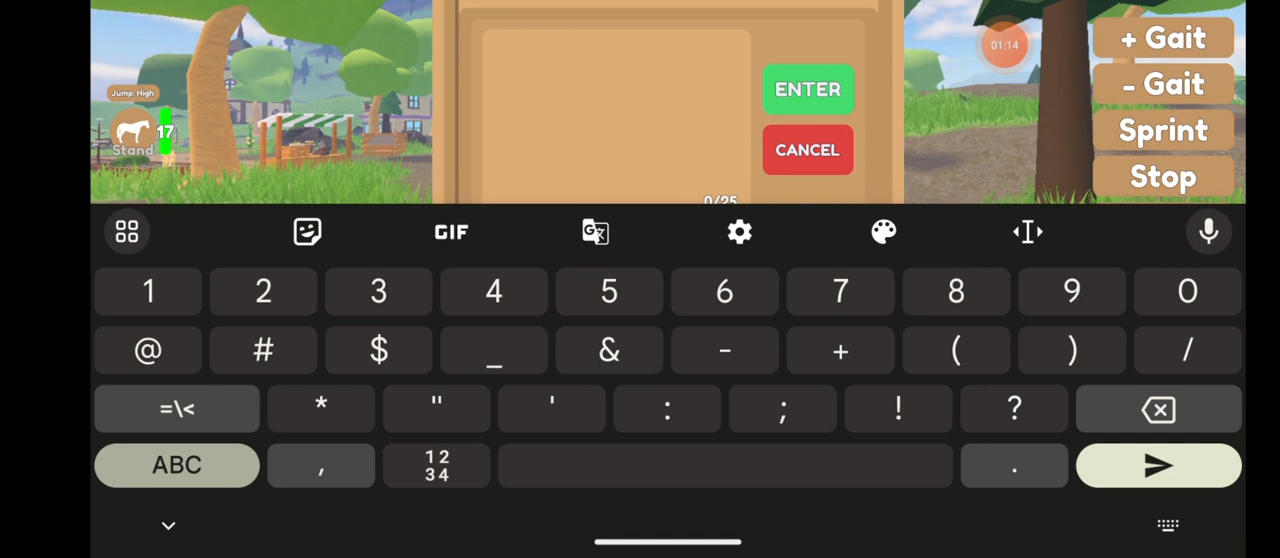 Jump: High
17
Stand
ENTER
CANCEL
0/25
01:14
+ Gait
- Gait
Sprint
Stop
GIF
1 2 3 4 5 6 7 8 9 0
@ # $ _ & - + ( ) /
=\< * " ' : ; ! ?
ABC , 12 34 .